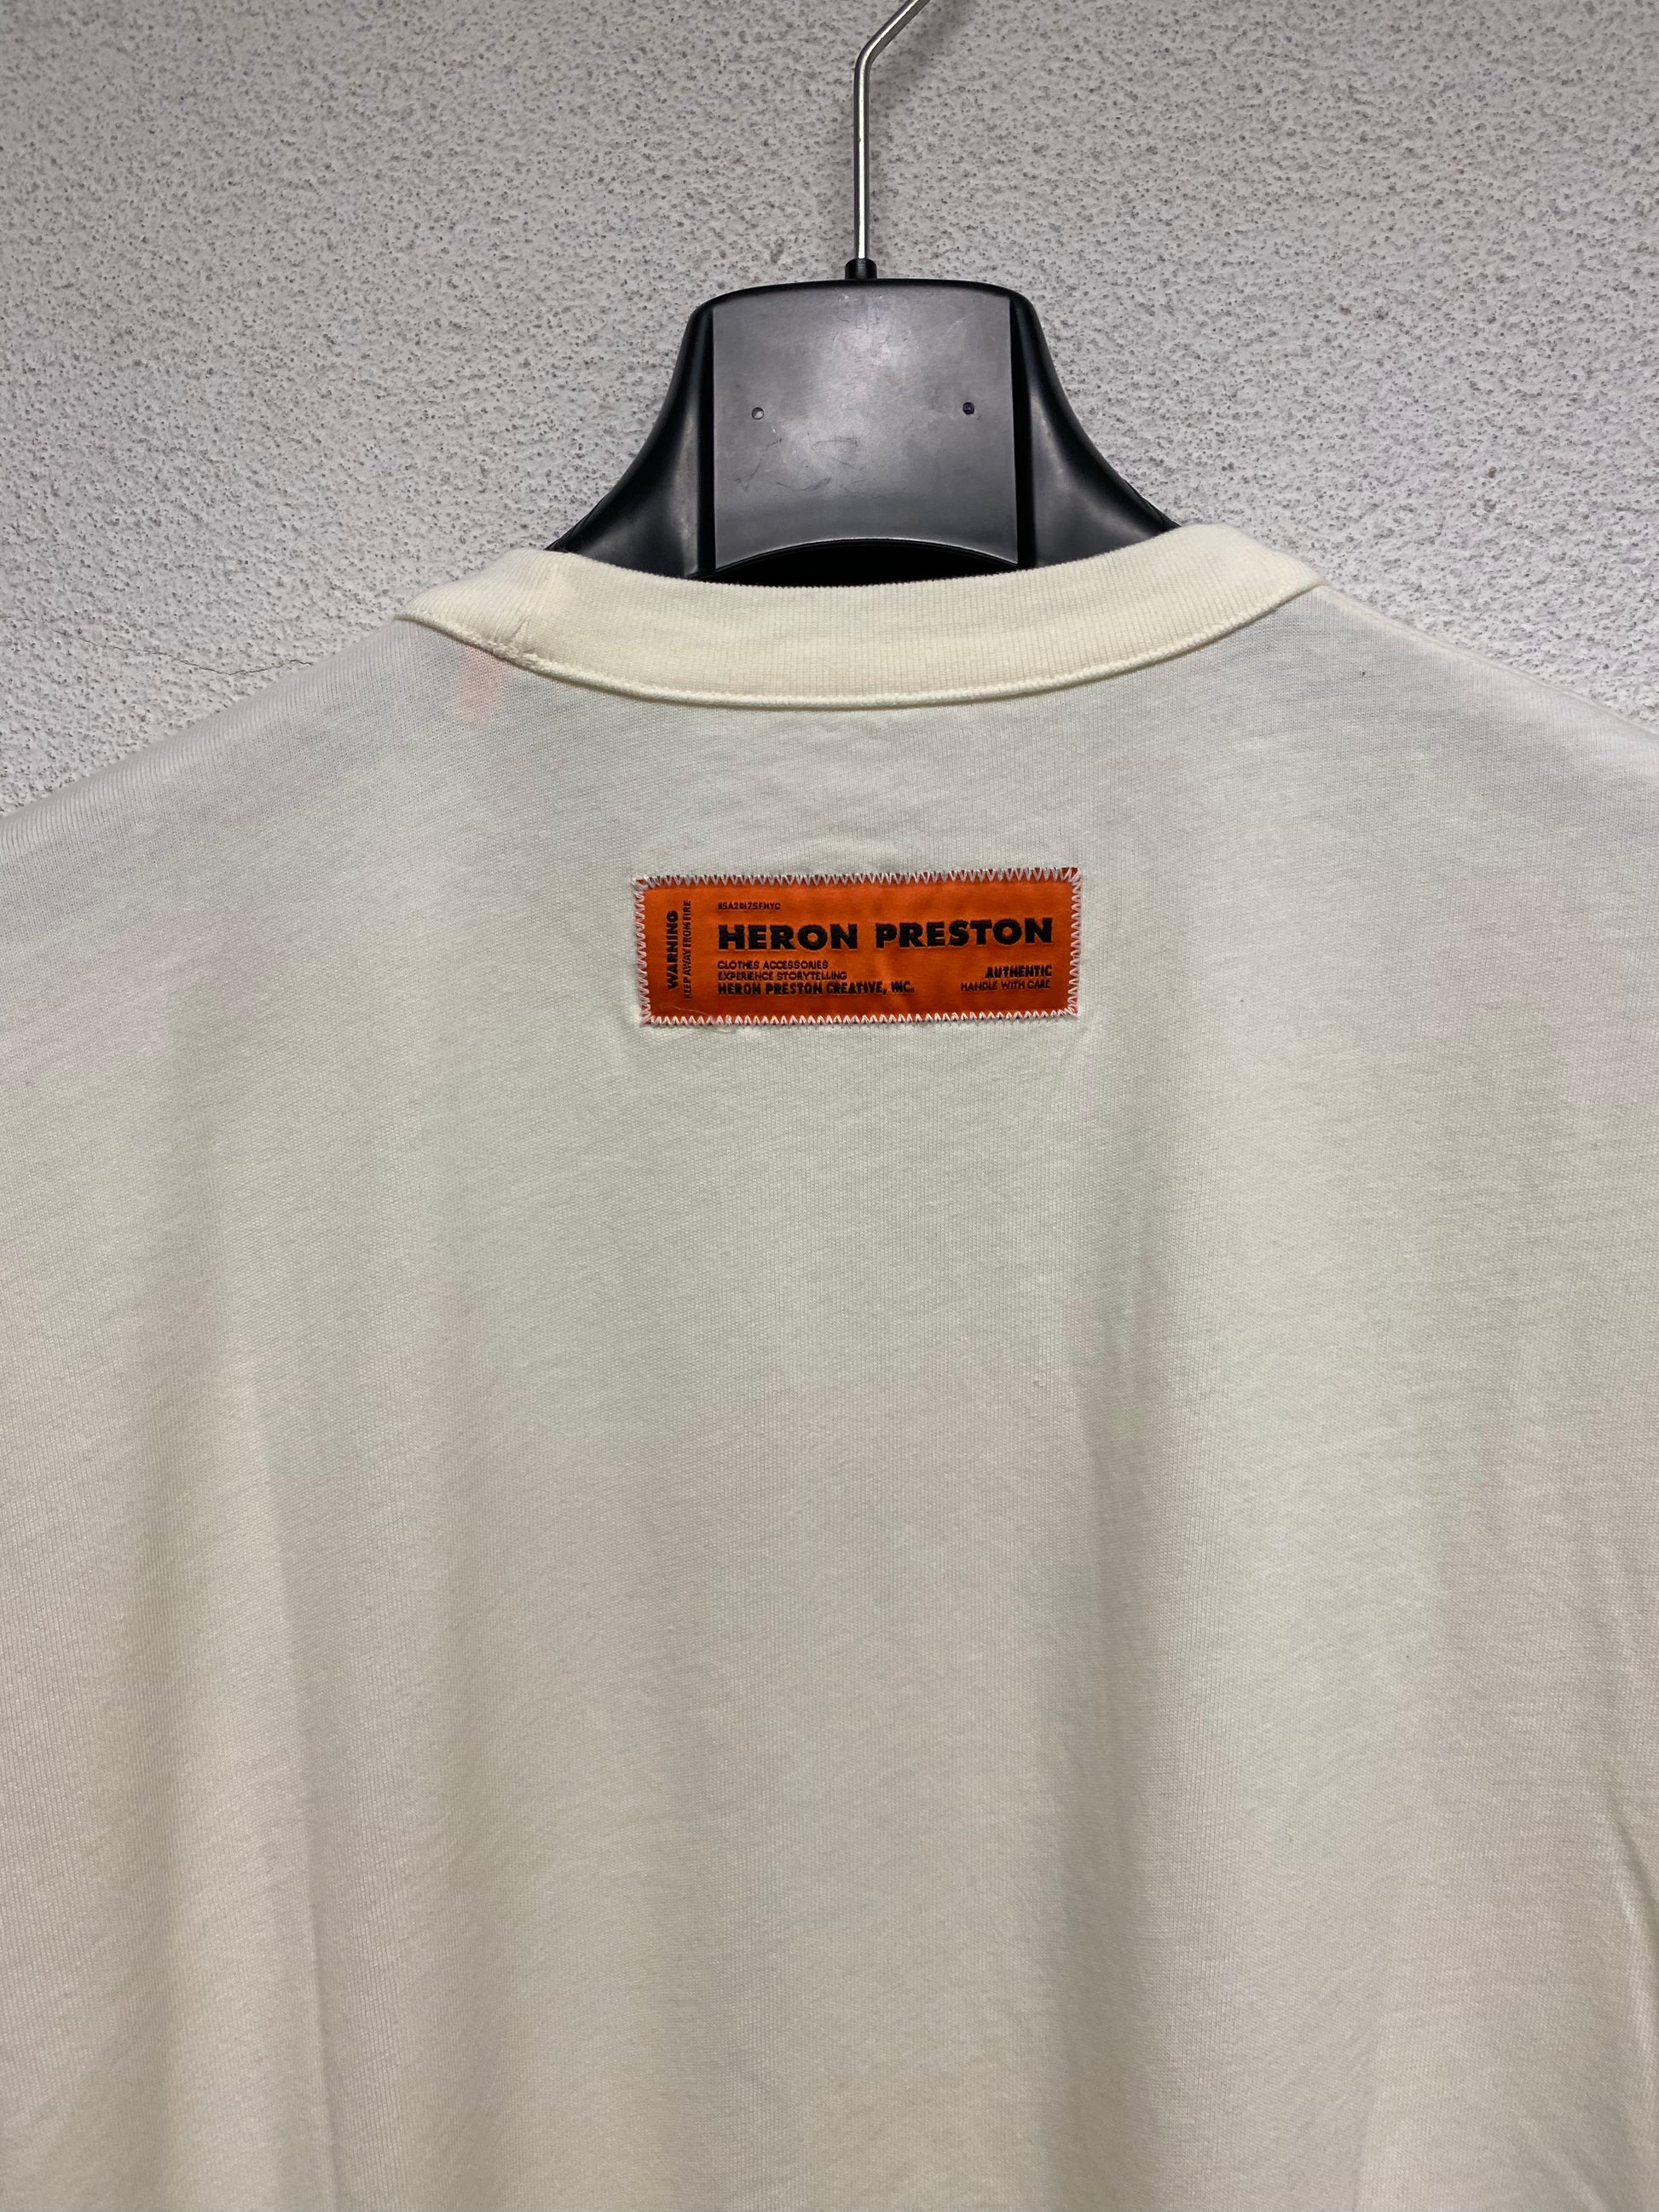 WARNING
KEEP AWAY FROM FIRE
HERON PRESTON
CLOTHES ACCESSORIES
EXPERIENCE STORYTELLING
HERON PRESTON CREATIVE, INC.
AUTHENTIC
HANDLE WITH CARE